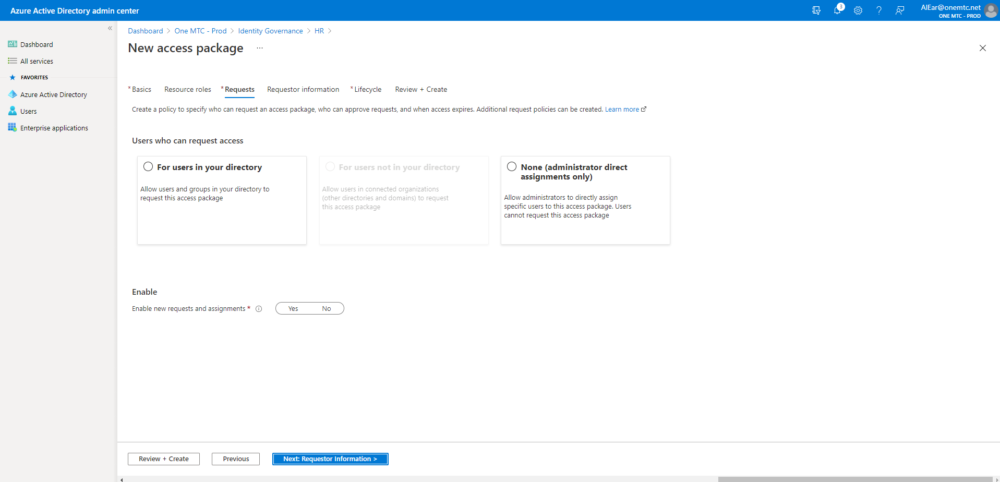 Azure Active Directory admin center
3
AIEar@onemtc.net
ONE MTC - PROD
«
Dashboard
All services
FAVORITES
Azure Active Directory
Users
Enterprise applications
Dashboard > One MTC - Prod > Identity Governance > HR >
New access package ...
* Basics Resource roles * Requests Requestor information * Lifecycle Review + Create
Create a policy to specify who can request an access package, who can approve requests, and when access expires. Additional request policies can be created. Learn more
Users who can request access
For users in your directory
Allow users and groups in your directory to
request this access package
For users not in your directory
Allow users in connected organizations
(other directories and domains) to request
this access package
None (administrator direct
assignments only)
Allow administrators to directly assign
specific users to this access package. Users
cannot request this access package
Enable
Enable new requests and assignments * Yes No
Review + Create Previous Next: Requestor Information >